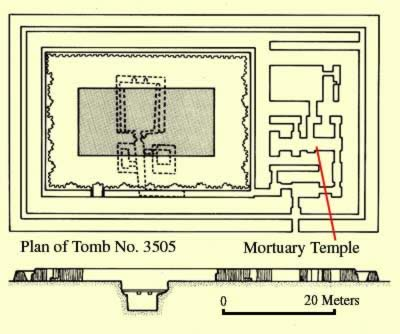 Plan of Tomb No. 3505
Mortuary Temple
0
20 Meters